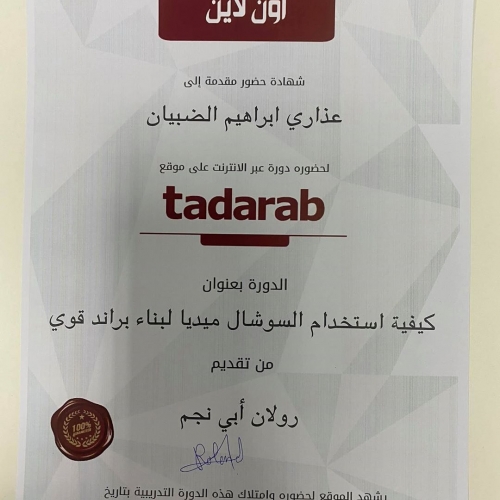 اون لاين
شهادة حضور مقدمة إلى
عذاري ابراهيم الضبيان
لحضوره دورة عبر الانترنت على موقع
tadarab
الدورة بعنوان
كيفية استخدام السوشال ميديا لبناء براند قوي
من تقديم
رولان أبي نجم
100%
يشهد الموقع لحضوره وامتلاك هذه الدورة التدريبية بتاريخ